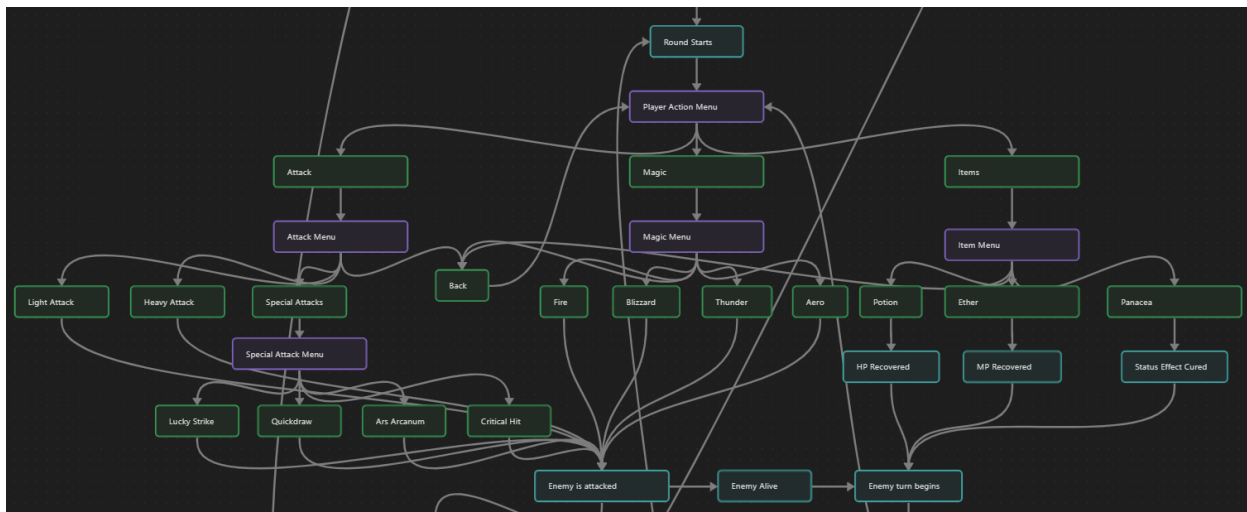 Round Starts
Player Action Menu
Attack
Magic
Items
Attack Menu
Magic Menu
Item Menu
Back
Light Attack
Heavy Attack
Special Attacks
Fire
Blizzard
Thunder
Aero
Potion
Ether
Panacea
Special Attack Menu
HP Recovered
MP Recovered
Status Effect Cured
Lucky Strike
Quickdraw
Ars Arcanum
Critical Hit
Enemy is attacked
Enemy Alive
Enemy turn begins